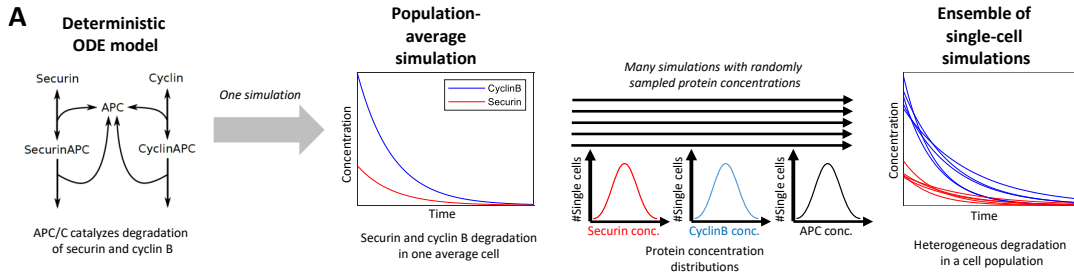 A
Deterministic
ODE model
Securin
Cyclin
APC
SecurinAPC
CyclinAPC
APC/C catalyzes degradation
of securin and cyclin B
One simulation
Population-
average
simulation
CyclinB
Securin
Concentration
Time
Securin and cyclin B degradation
in one average cell
Many simulations with randomly
sampled protein concentrations
#Single cells
Securin conc.
#Single cells
CyclinB conc.
#Single cells
APC conc.
Protein concentration
distributions
Ensemble of
single-cell
simulations
Concentration
Time
Heterogeneous degradation
in a cell population